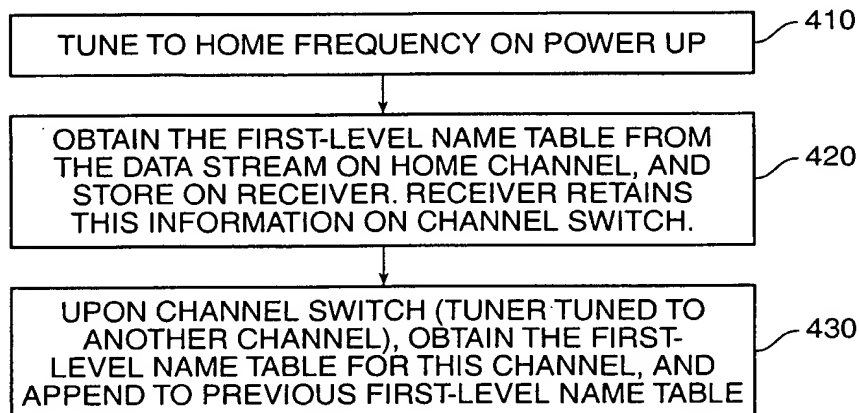 TUNE TO HOME FREQUENCY ON POWER UP
410
OBTAIN THE FIRST-LEVEL NAME TABLE FROM
THE DATA STREAM ON HOME CHANNEL, AND
STORE ON RECEIVER. RECEIVER RETAINS
THIS INFORMATION ON CHANNEL SWITCH.
420
UPON CHANNEL SWITCH (TUNER TUNED TO
ANOTHER CHANNEL), OBTAIN THE FIRST-
LEVEL NAME TABLE FOR THIS CHANNEL, AND
APPEND TO PREVIOUS FIRST-LEVEL NAME TABLE
430